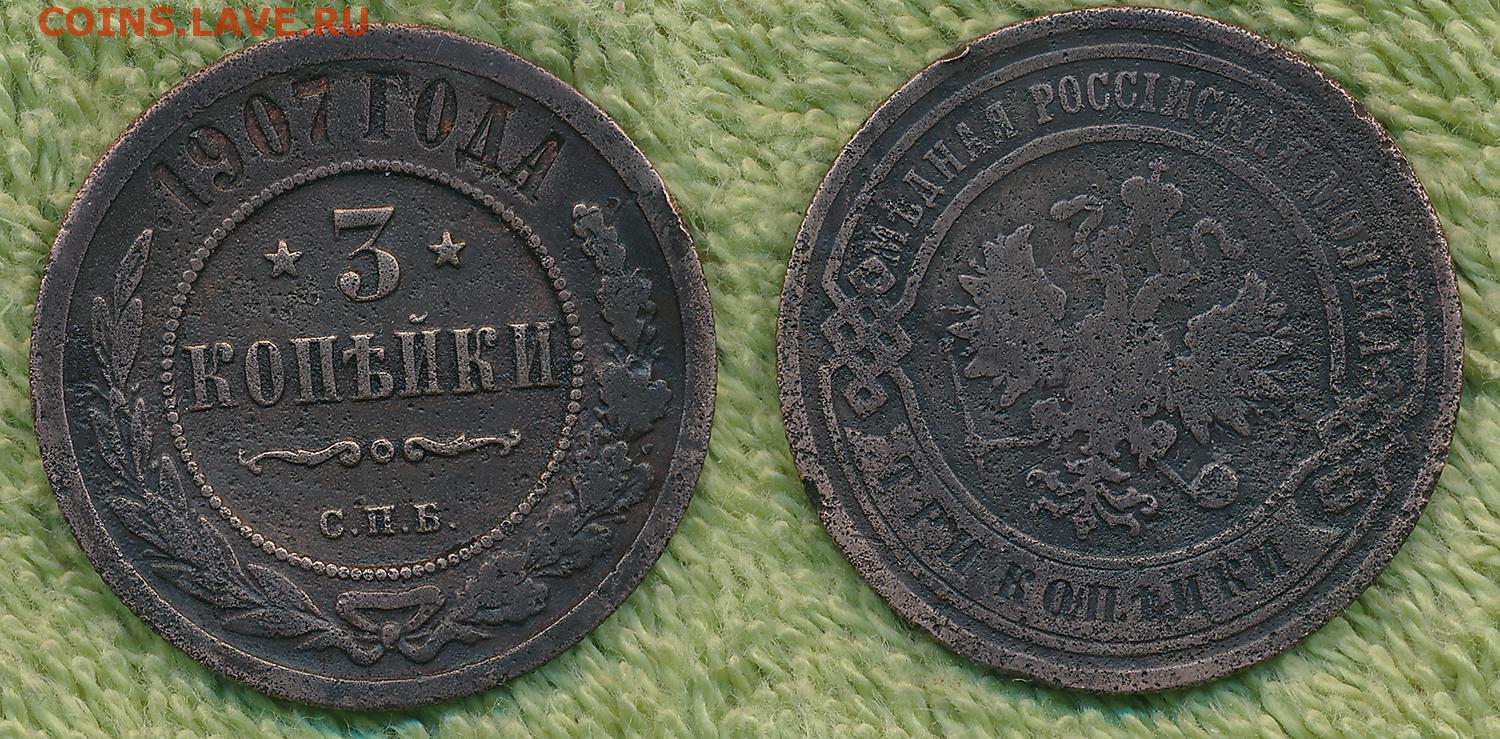 COINS.LAVE.RU
1907 ГОДА
3
КОПѢЙКИ
С.П.Б.
МѢДНАЯ РОССІЙСКАЯ МОНЕТА
ТРИ КОПѢЙКИ